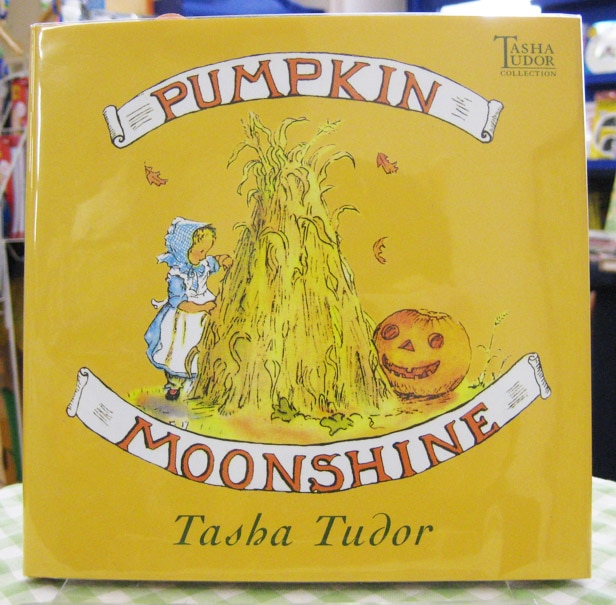 TASHA
TUDOR
COLLECTION
PUMPKIN
MOONSHINE
Tasha Tudor